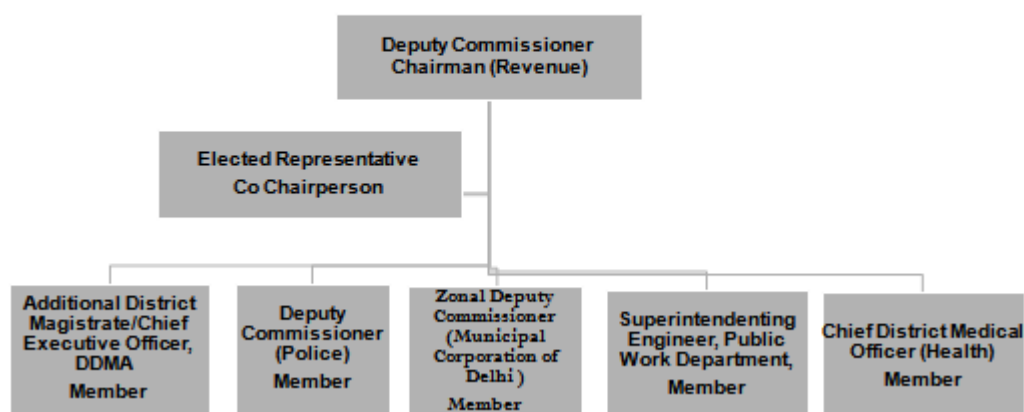 Deputy Commissioner
Chairman (Revenue)
Elected Representative
Co Chairperson
Additional District
Magistrate/Chief
Executive Officer,
DDMA
Member
Deputy
Commissioner
(Police)
Member
Zonal Deputy
Commissioner
(Municipal
Corporation of
Delhi )
Member
Superintendenting
Engineer, Public
Work Department,
Member
Chief District Medical
Officer (Health)
Member